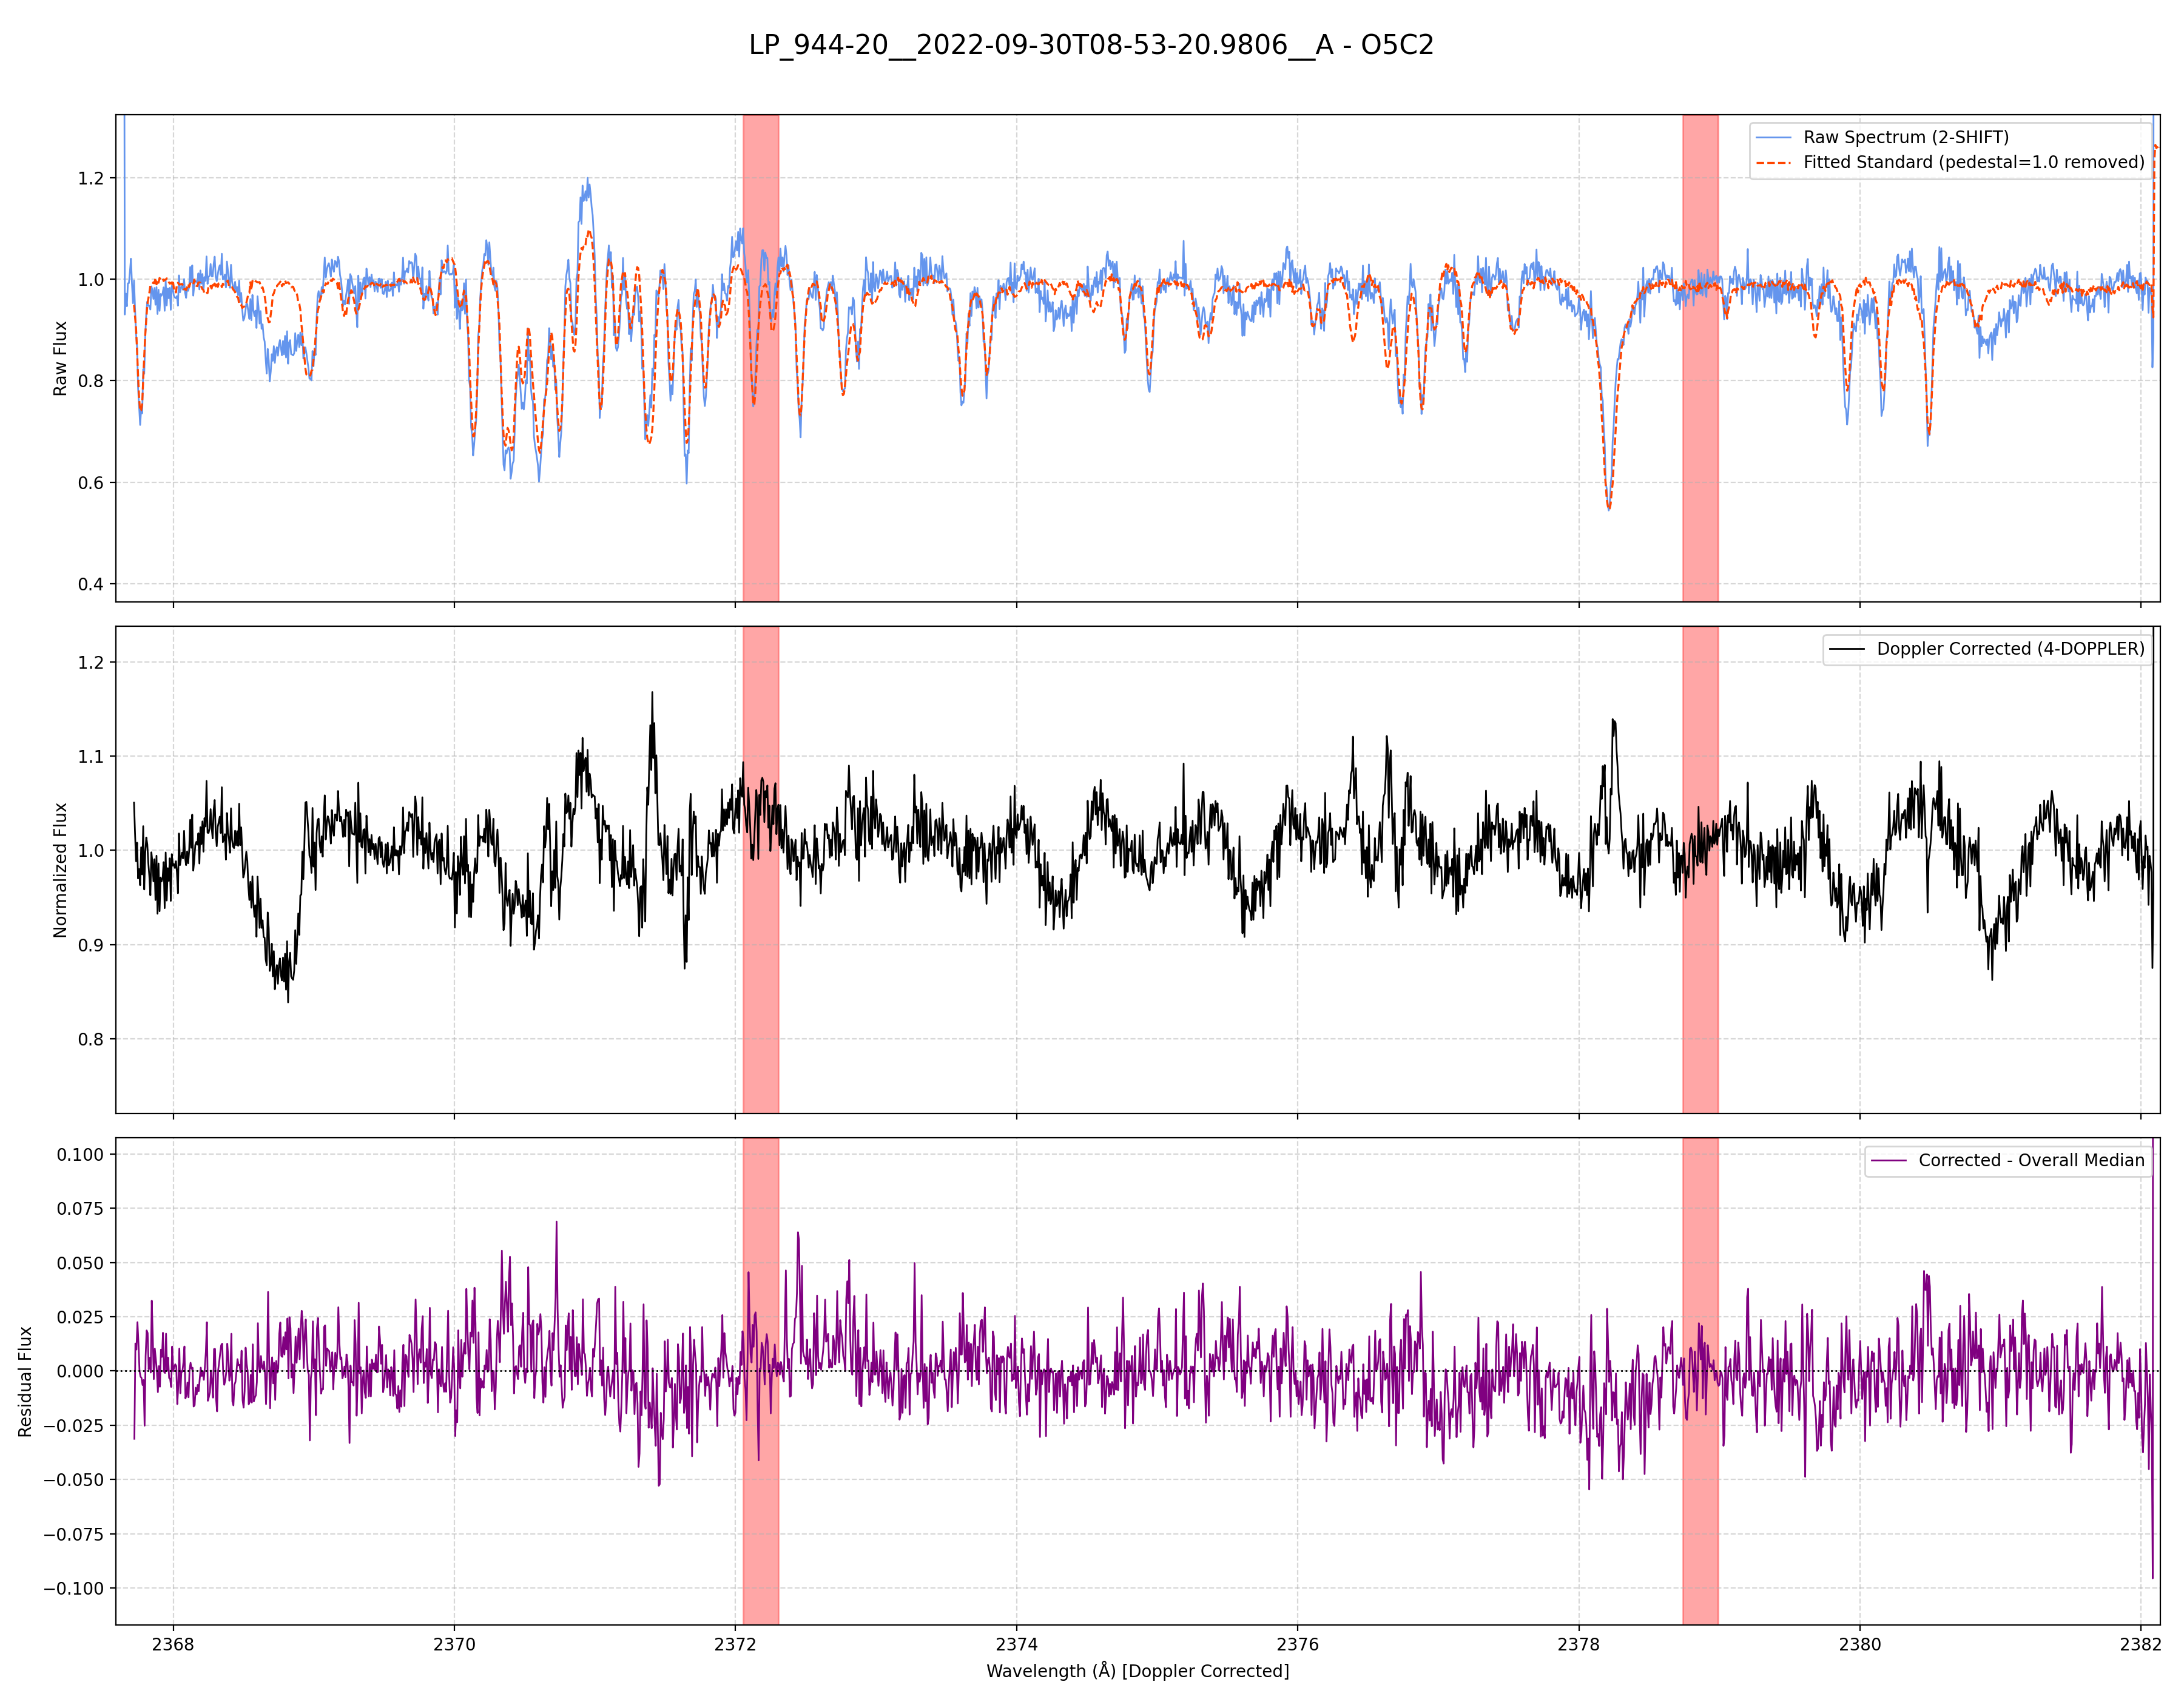 LP_944-20__2022-09-30T08-53-20.9806__A - O5C2
Raw Spectrum (2-SHIFT)
Fitted Standard (pedestal=1.0 removed)
Raw Flux
1.2
1.0
0.8
0.6
0.4
Doppler Corrected (4-DOPPLER)
Normalized Flux
1.2
1.1
1.0
0.9
0.8
Corrected - Overall Median
Residual Flux
0.100
0.075
0.050
0.025
0.000
−0.025
−0.050
−0.075
−0.100
2368 2370 2372 2374 2376 2378 2380 2382
Wavelength (Å) [Doppler Corrected]